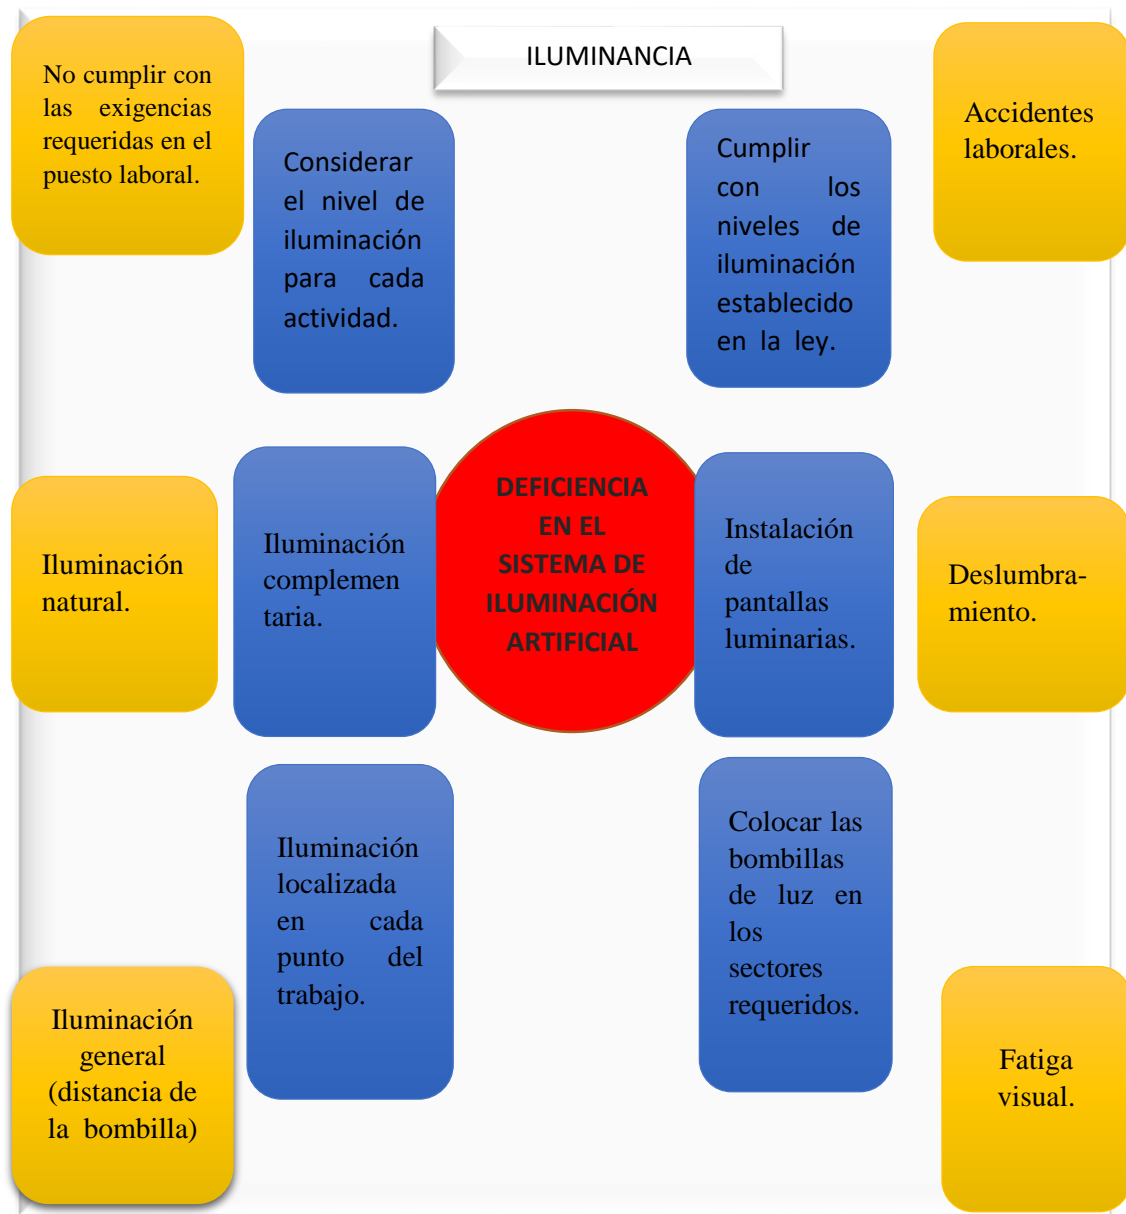 ILUMINANCIA
No cumplir con
las exigencias
requeridas en el
puesto laboral.
Considerar
el nivel de
iluminación
para cada
actividad.
Cumplir
con los
niveles de
iluminación
establecido
en la ley.
Accidentes
laborales.
Iluminación
natural.
Iluminación
complemen
taria.
DEFICIENCIA
EN EL
SISTEMA DE
ILUMINACIÓN
ARTIFICIAL
Instalación
de
pantallas
luminarias.
Deslumbra-
miento.
Iluminación
general
(distancia de
la bombilla)
Iluminación
localizada
en cada
punto del
trabajo.
Colocar las
bombillas
de luz en
los
sectores
requeridos.
Fatiga
visual.